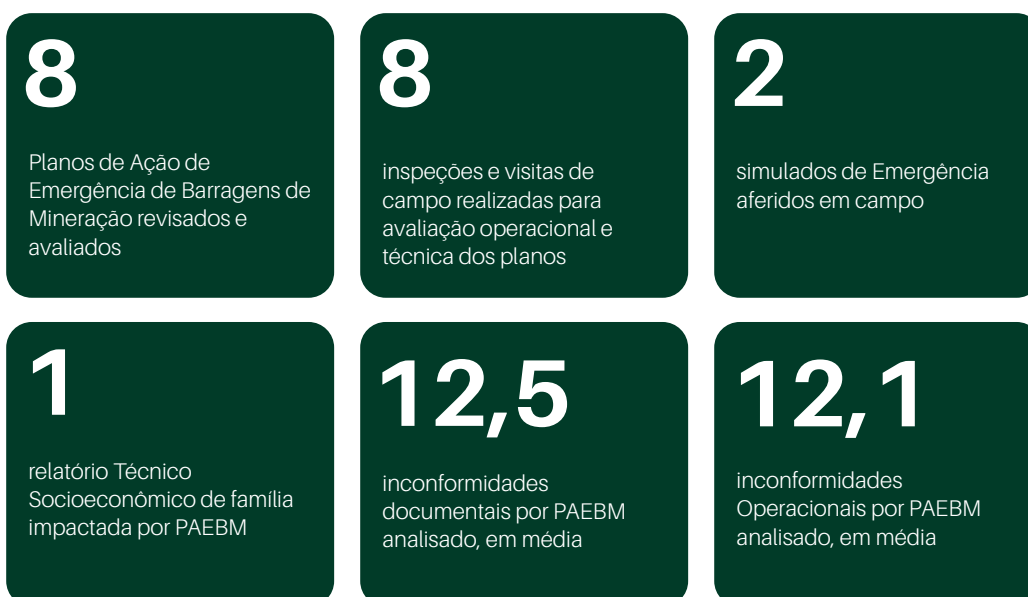 8
Planos de Ação de
Emergência de Barragens de
Mineração revisados e
avaliados
8
inspeções e visitas de
campo realizadas para
avaliação operacional e
técnica dos planos
2
simulados de Emergência
aferidos em campo
1
relatório Técnico
Socioeconômico de família
impactada por PAEBM
12,5
inconformidades
documentais por PAEBM
analisado, em média
12,1
inconformidades
Operacionais por PAEBM
analisado, em média